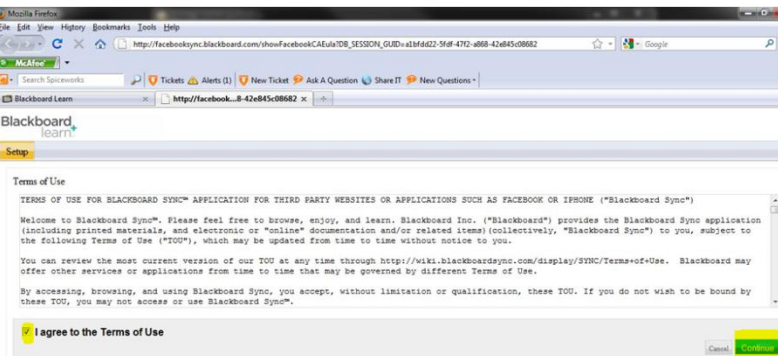 Mozilla Firefox
File Edit View History Bookmarks Tools Help
http://facebooksync.blackboard.com/showFacebookCAEula?DB_SESSION_GUID=a1bfdd22-5fdf-47f2-a868-42e845c08682
Google
McAfee
Search Spiceworks Tickets Alerts (1) New Ticket Ask A Question Share IT New Questions
Blackboard Learn http://facebook...8-42e845c08682
Blackboard
learn+
Setup
Terms of Use
TERMS OF USE FOR BLACKBOARD SYNC™ APPLICATION FOR THIRD PARTY WEBSITES OR APPLICATIONS SUCH AS FACEBOOK OR IPHONE ("Blackboard Sync")
Welcome to Blackboard Sync™. Please feel free to browse, enjoy, and learn. Blackboard Inc. ("Blackboard") provides the Blackboard Sync application
(including printed materials, and electronic or "online" documentation and/or related items)(collectively, "Blackboard Sync") to you, subject to
the following Terms of Use ("TOU"), which may be updated from time to time without notice to you.
You can review the most current version of our TOU at any time through http://wiki.blackboardsync.com/display/SYNC/Terms+of+Use. Blackboard may
offer other services or applications from time to time that may be governed by different Terms of Use.
By accessing, browsing, and using Blackboard Sync, you accept, without limitation or qualification, these TOU. If you do not wish to be bound by
these TOU, you may not access or use Blackboard Sync™.
I agree to the Terms of Use
Cancel Continue